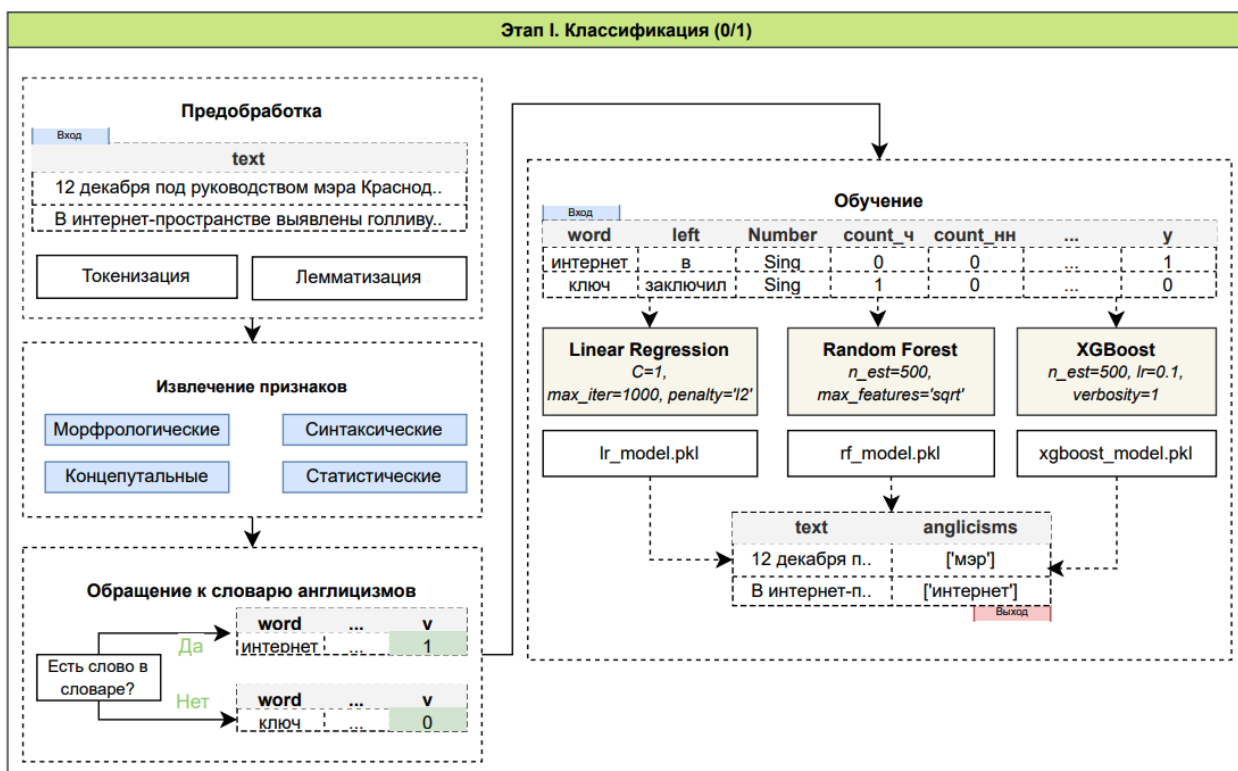 Этап I. Классификация (0/1)
Предобработка
Вход
text
12 декабря под руководством мэра Краснод..
В интернет-пространстве выявлены голливу..
Токенизация
Лемматизация
Извлечение признаков
Морфрологические
Синтаксические
Концепутальные
Статистические
Обращение к словарю англицизмов
Есть слово в
словаре?
Да
word ... y
интернет ... 1
Нет
word ... y
ключ ... 0
Обучение
Вход
word left Number count_ч count_нн ... y
интернет в Sing 0 0 ... 1
ключ заключил Sing 1 0 ... 0
Linear Regression
C=1,
max_iter=1000, penalty='l2'
Random Forest
n_est=500,
max_features='sqrt'
XGBoost
n_est=500, lr=0.1,
verbosity=1
lr_model.pkl
rf_model.pkl
xgboost_model.pkl
text anglicisms
12 декабря п.. ['мэр']
В интернет-п.. ['интернет']
Выход